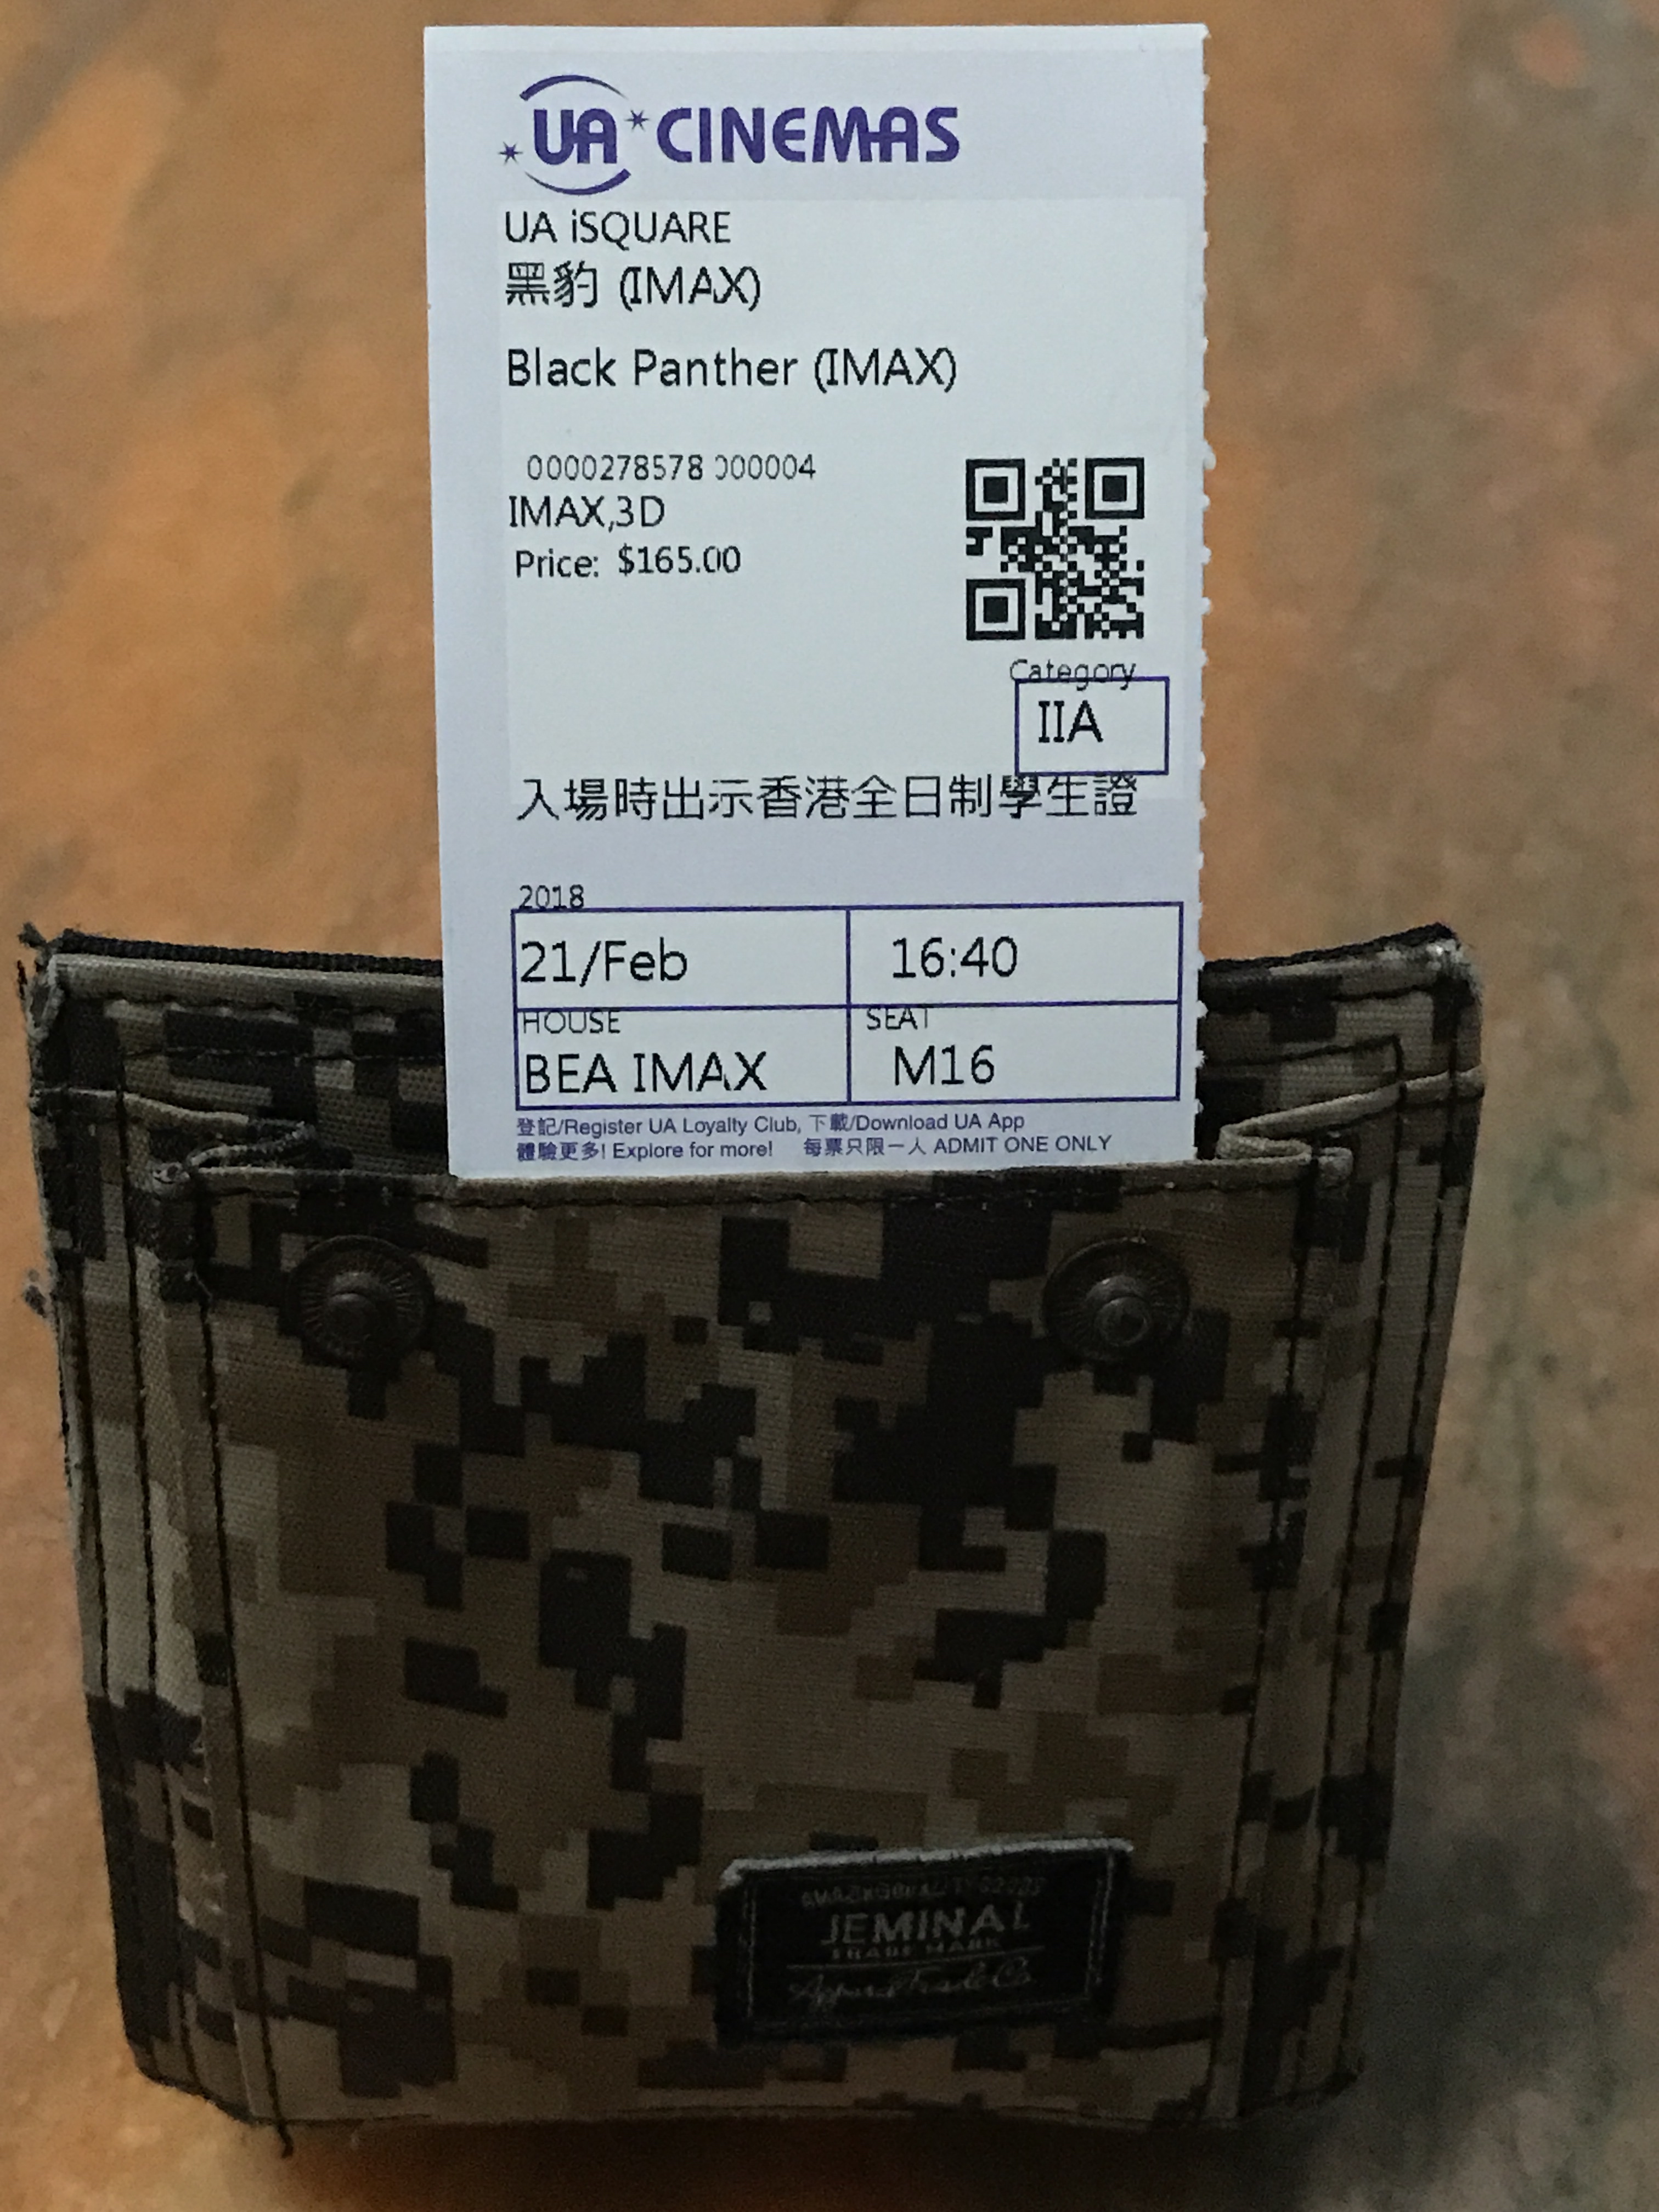 UA CINEMAS
UA iSQUARE
黑豹 (IMAX)
Black Panther (IMAX)
0000278578 000004
IMAX,3D
Price: $165.00
Category
IIA
入場時出示香港全日制學生證
2018
21/Feb 16:40
HOUSE SEAT
BEA IMAX M16
登記/Register UA Loyalty Club, 下載/Download UA App
體驗更多! Explore for more! 每票只限一人 ADMIT ONE ONLY
JEMINAL
TRADE MARK